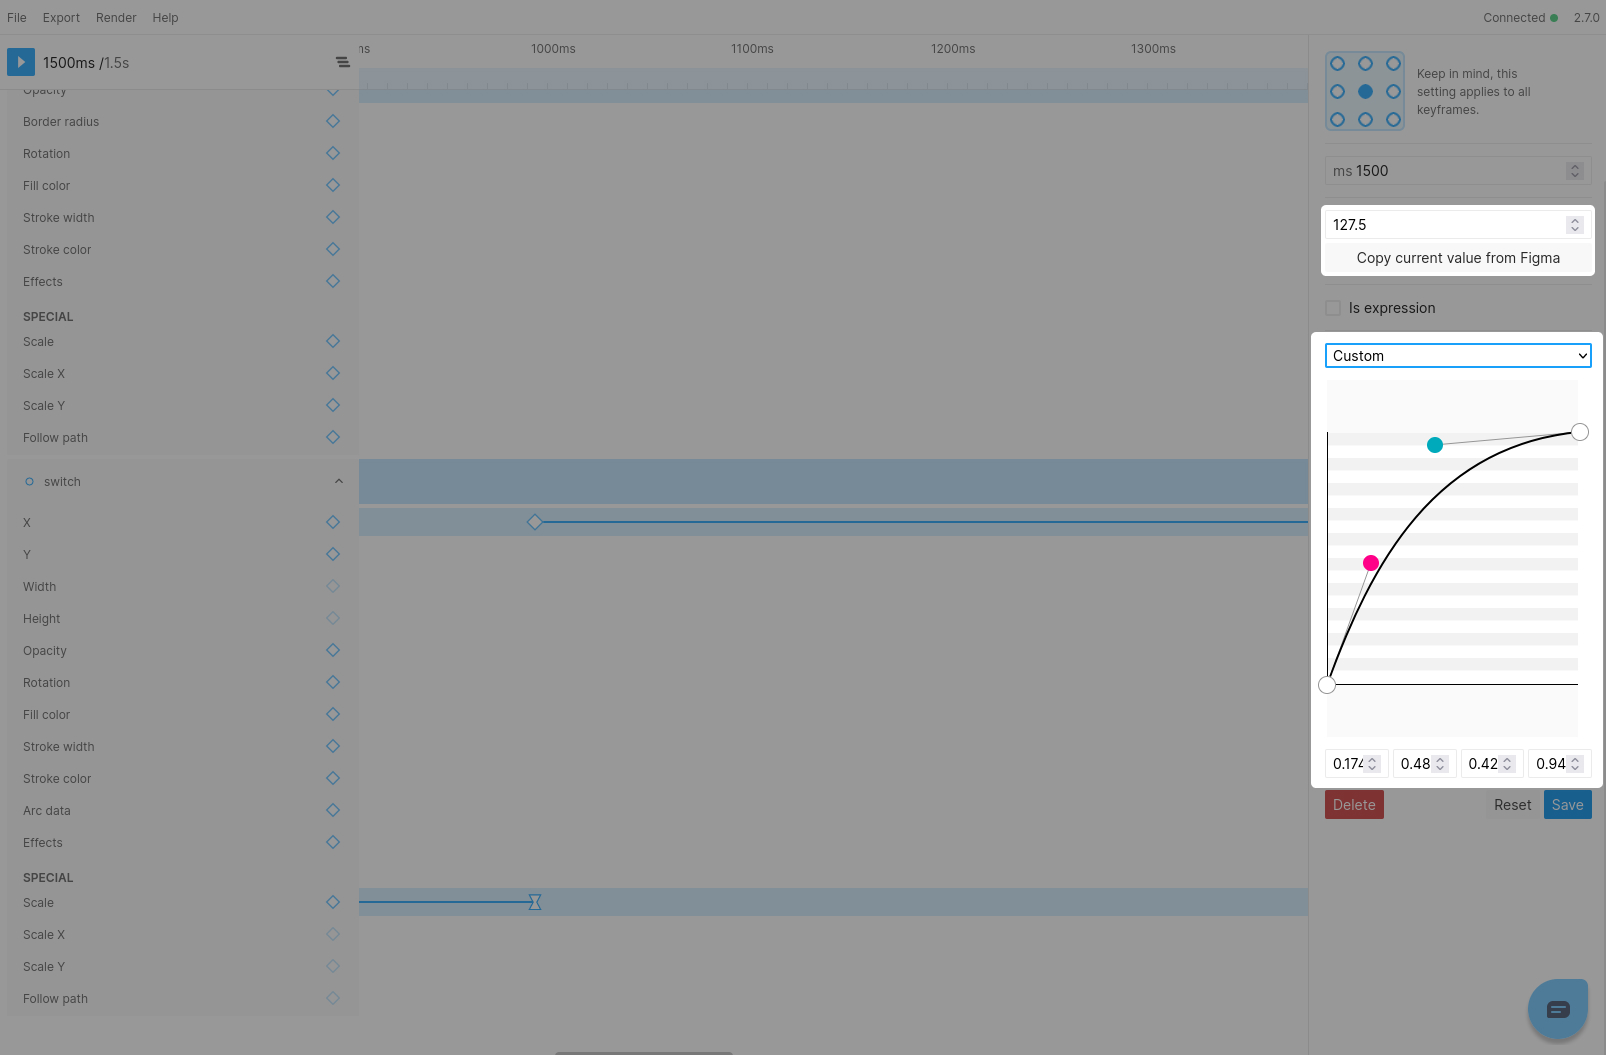 File Export Render Help
Connected 2.7.0
1500ms /1.5s
ms 1000ms 1100ms 1200ms 1300ms
Opacity
Border radius
Rotation
Fill color
Stroke width
Stroke color
Effects
SPECIAL
Scale
Scale X
Scale Y
Follow path
switch
X
Y
Width
Height
Opacity
Rotation
Fill color
Stroke width
Stroke color
Arc data
Effects
SPECIAL
Scale
Scale X
Scale Y
Follow path
Keep in mind, this
setting applies to all
keyframes.
ms 1500
127.5
Copy current value from Figma
Is expression
Custom
0.174 0.48 0.42 0.94
Delete Reset Save